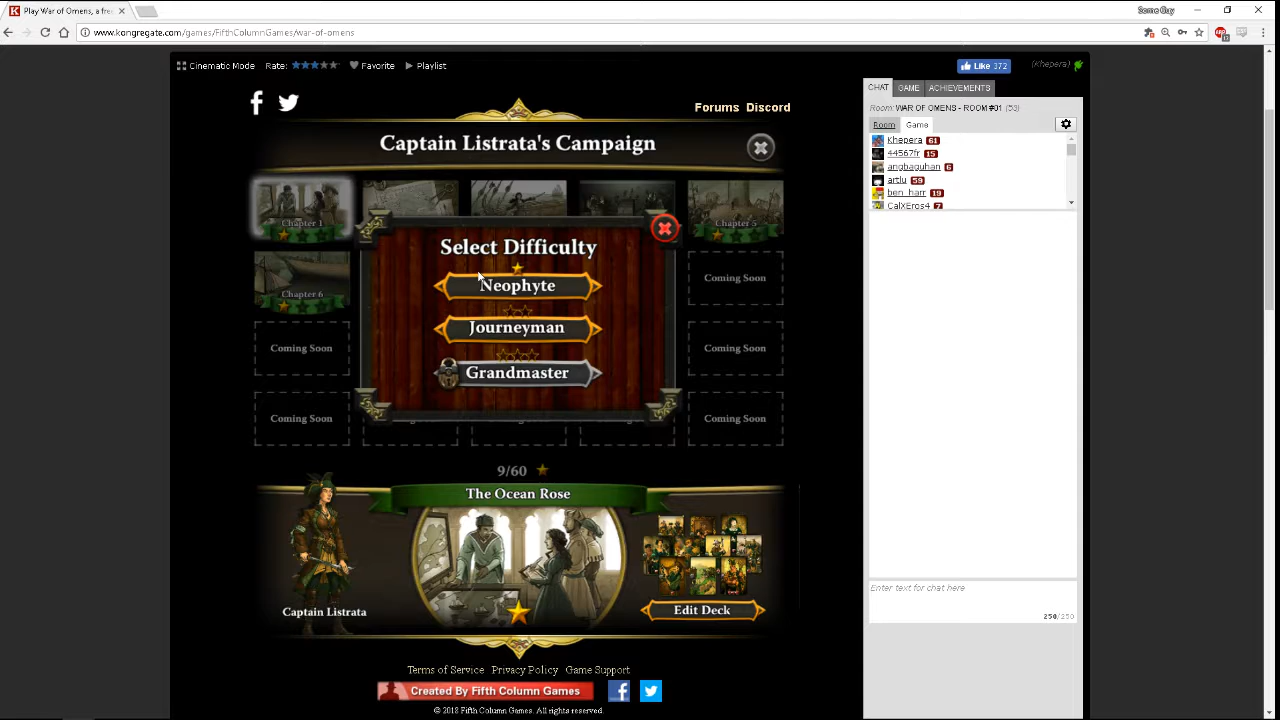 Play War of Omens, a fre
Some Guy
www.kongregate.com/games/FifthColumnGames/war-of-omens
Cinematic Mode Rate: Favorite Playlist
Like 372
(Khepera)
CHAT GAME ACHIEVEMENTS
Forums Discord
Room: WAR OF OMENS - ROOM #01 (53)
Room Game
Captain Listrata's Campaign
Khepera 61
44567fr 15
angbaguhan 6
artlu 59
ben_harr 19
CalXEros4 7
Chapter 1
Chapter 5
Select Difficulty
Neophyte
Journeyman
Grandmaster
Chapter 6
Coming Soon
Coming Soon
Coming Soon
Coming Soon
Coming Soon
9/60
The Ocean Rose
Captain Listrata
Edit Deck
Enter text for chat here
250/250
Terms of Service Privacy Policy Game Support
Created By Fifth Column Games
© 2018 Fifth Column Games. All rights reserved.